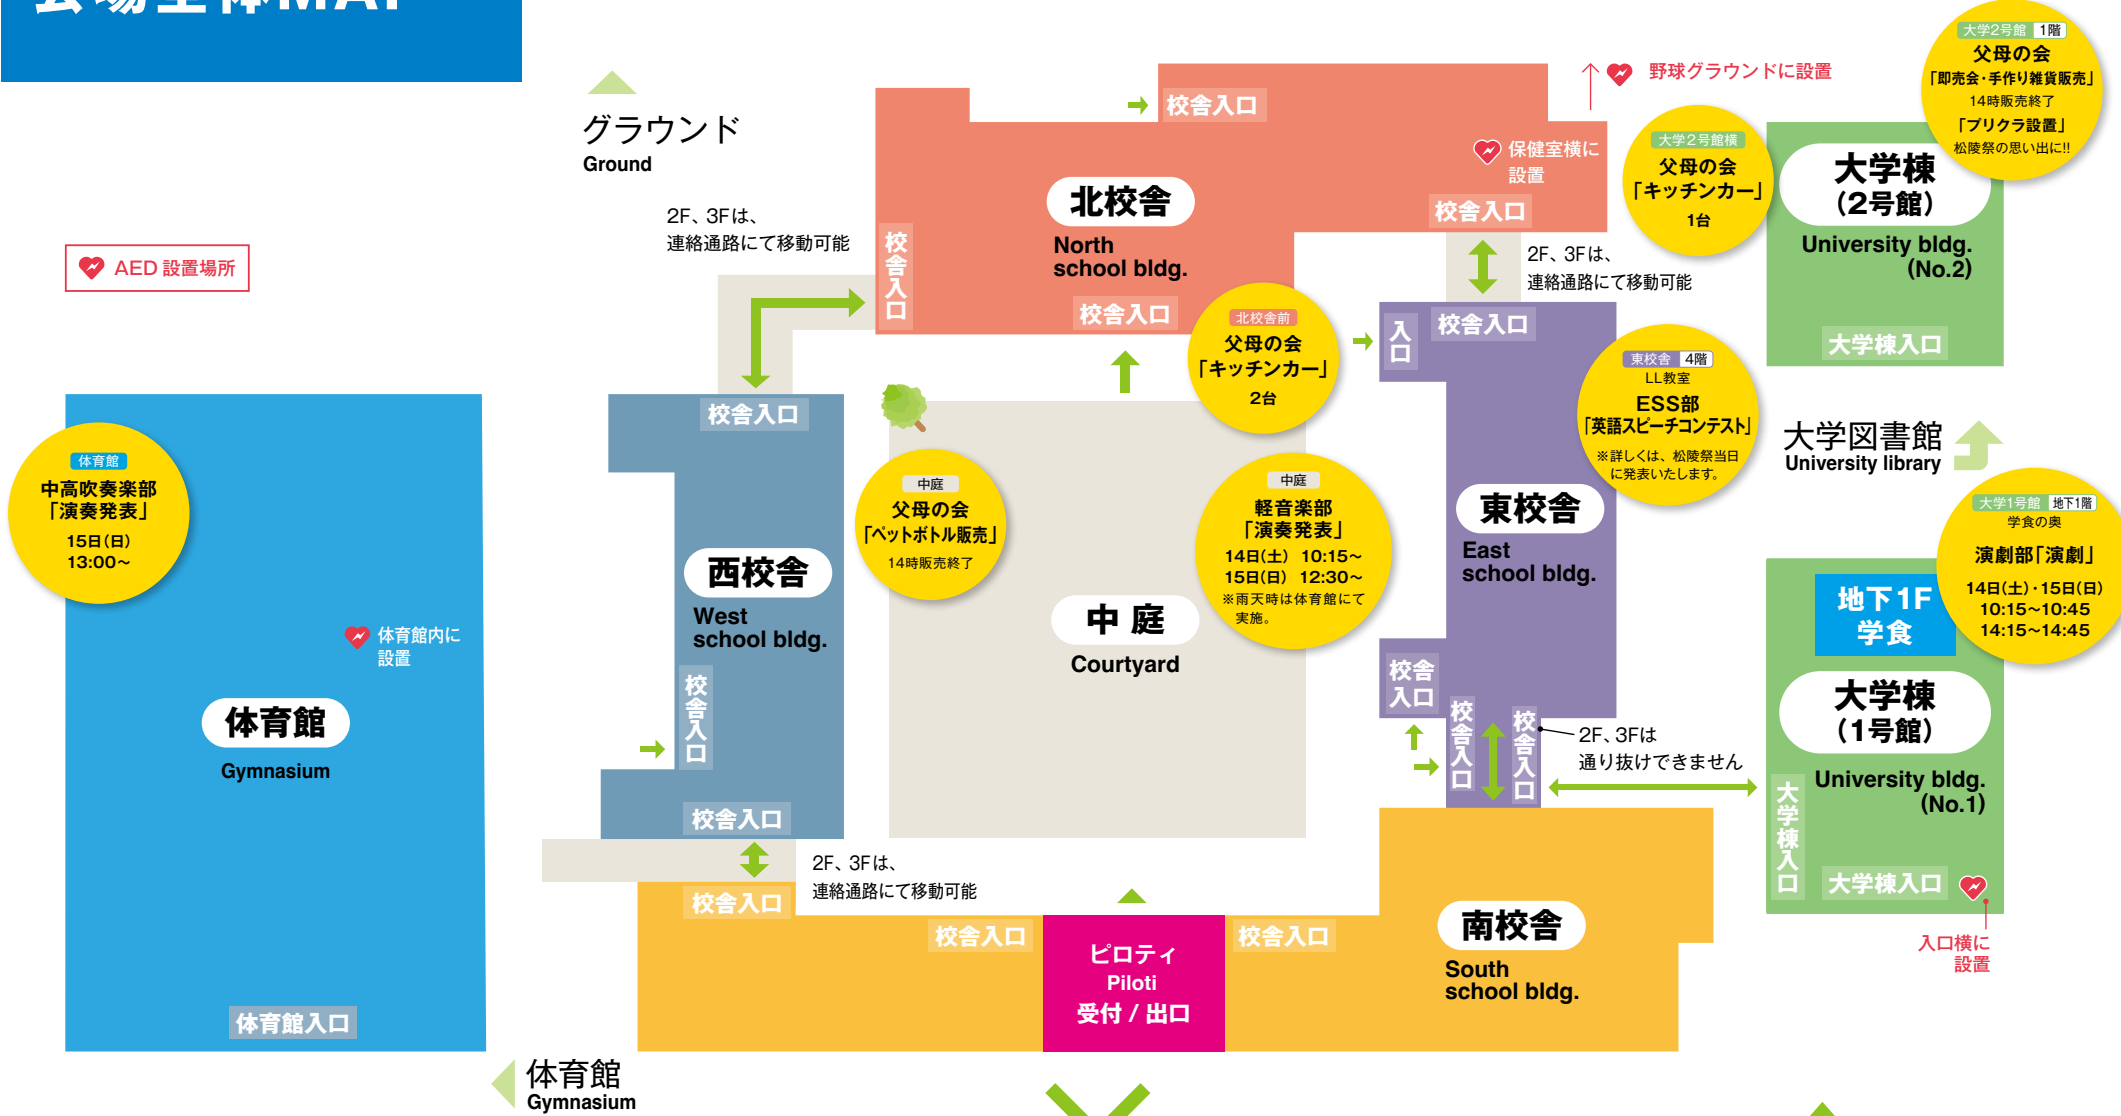 会場全体MAP
グラウンド
Ground
2F、3Fは、
連絡通路にて移動可能
AED 設置場所
校舎入口
野球グラウンドに設置
保健室横に
設置
北校舎
North
school bldg.
校舎入口
校舎入口
校舎入口
2F、3Fは、
連絡通路にて移動可能
大学2号館 1階
父母の会
「即売会・手作り雑貨販売」
14時販売終了
「プリクラ設置」
松陵祭の思い出に!!
大学2号館横
父母の会
「キッチンカー」
1台
大学棟
(2号館)
University bldg.
(No.2)
大学棟入口
北校舎前
父母の会
「キッチンカー」
2台
入口
校舎入口
東校舎 4階
LL教室
ESS部
「英語スピーチコンテスト」
※詳しくは、松陵祭当日
に発表いたします。
東校舎
East
school bldg.
校舎
入口
校舎入口
校舎入口
2F、3Fは
通り抜けできません
大学図書館
University library
大学1号館 地下1階
学食の奥
演劇部「演劇」
14日(土)・15日(日)
10:15~10:45
14:15~14:45
地下1F
学食
大学棟
(1号館)
University bldg.
(No.1)
大学棟入口
大学棟入口
入口横に
設置
体育館
中高吹奏楽部
「演奏発表」
15日(日)
13:00~
体育館内に
設置
体育館
Gymnasium
体育館入口
体育館
Gymnasium
校舎入口
西校舎
West
school bldg.
校舎入口
校舎入口
2F、3Fは、
連絡通路にて移動可能
中庭
父母の会
「ペットボトル販売」
14時販売終了
中庭
軽音楽部
「演奏発表」
14日(土) 10:15~
15日(日) 12:30~
※雨天時は体育館にて
実施。
中庭
Courtyard
校舎入口
校舎入口
ピロティ
Piloti
受付 / 出口
校舎入口
南校舎
South
school bldg.